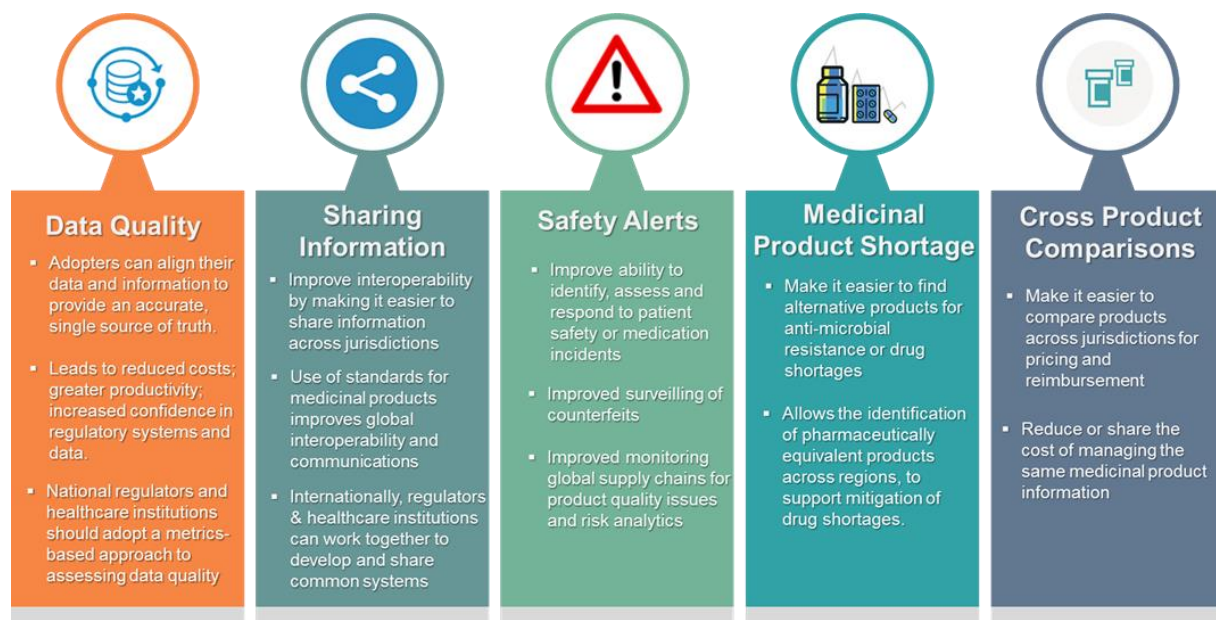 Data Quality
▪ Adopters can align their
data and information to
provide an accurate,
single source of truth.
▪ Leads to reduced costs;
greater productivity;
increased confidence in
regulatory systems and
data.
▪ National regulators and
healthcare institutions
should adopt a metrics-
based approach to
assessing data quality
Sharing
Information
▪ Improve interoperability
by making it easier to
share information
across jurisdictions
▪ Use of standards for
medicinal products
improves global
interoperability and
communications
▪ Internationally, regulators
& healthcare institutions
can work together to
develop and share
common systems
Safety Alerts
▪ Improve ability to
identify, assess and
respond to patient
safety or medication
incidents
▪ Improved surveilling of
counterfeits
▪ Improved monitoring
global supply chains for
product quality issues
and risk analytics
Medicinal
Product Shortage
▪ Make it easier to find
alternative products for
anti-microbial
resistance or drug
shortages
▪ Allows the identification
of pharmaceutically
equivalent products
across regions, to
support mitigation of
drug shortages.
Cross Product
Comparisons
▪ Make it easier to
compare products
across jurisdictions for
pricing and
reimbursement
▪ Reduce or share the
cost of managing the
same medicinal product
information